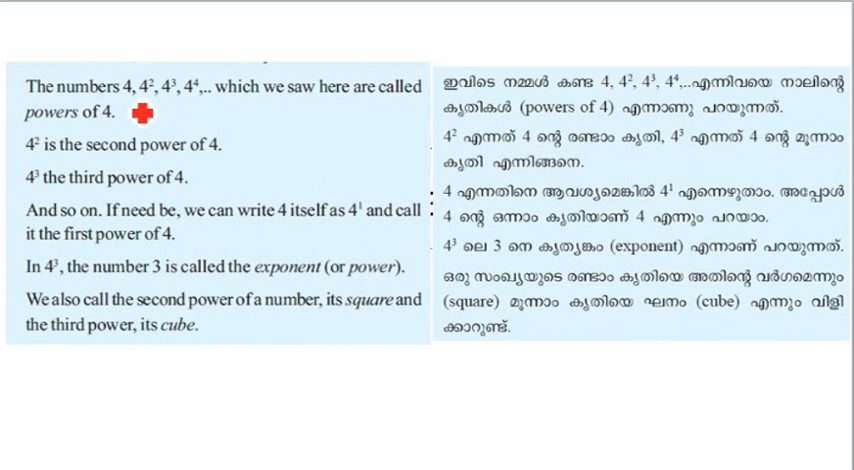 The numbers 4, 4², 4³, 4⁴,.. which we saw here are called
powers of 4.
4² is the second power of 4.
4³ the third power of 4.
And so on. If need be, we can write 4 itself as 4¹ and call
it the first power of 4.
In 4³, the number 3 is called the exponent (or power).
We also call the second power of a number, its square and
the third power, its cube.
ഇവിടെ നമ്മൾ കണ്ട 4, 4², 4³, 4⁴,..എന്നിവയെ നാലിന്റെ
കൃതികൾ (powers of 4) എന്നാണു പറയുന്നത്.
4² എന്നത് 4 ന്റെ രണ്ടാം കൃതി, 4³ എന്നത് 4 ന്റെ മൂന്നാം
കൃതി എന്നിങ്ങനെ.
4 എന്നതിനെ ആവശ്യമെങ്കിൽ 4¹ എന്നെഴുതാം. അപ്പോൾ
4 ന്റെ ഒന്നാം കൃതിയാണ് 4 എന്നും പറയാം.
4³ ലെ 3 നെ കൃത്യങ്കം (exponent) എന്നാണ് പറയുന്നത്.
ഒരു സംഖ്യയുടെ രണ്ടാം കൃതിയെ അതിന്റെ വർഗമെന്നും
(square) മൂന്നാം കൃതിയെ ഘനം (cube) എന്നും വിളി
ക്കാറുണ്ട്.